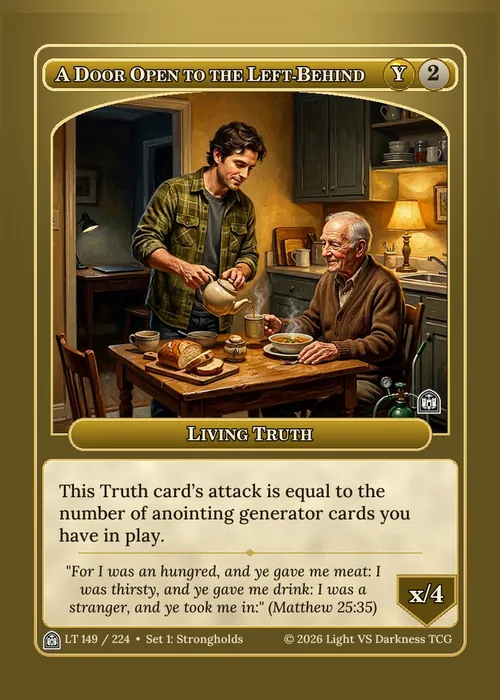 A Door Open to the Left-Behind Y 2
Living Truth
This Truth card's attack is equal to the
number of anointing generator cards you
have in play.
"For I was an hungred, and ye gave me meat: I
was thirsty, and ye gave me drink: I was a
stranger, and ye took me in:" (Matthew 25:35)
x/4
LT 149 / 224 • Set 1: Strongholds © 2026 Light VS Darkness TCG